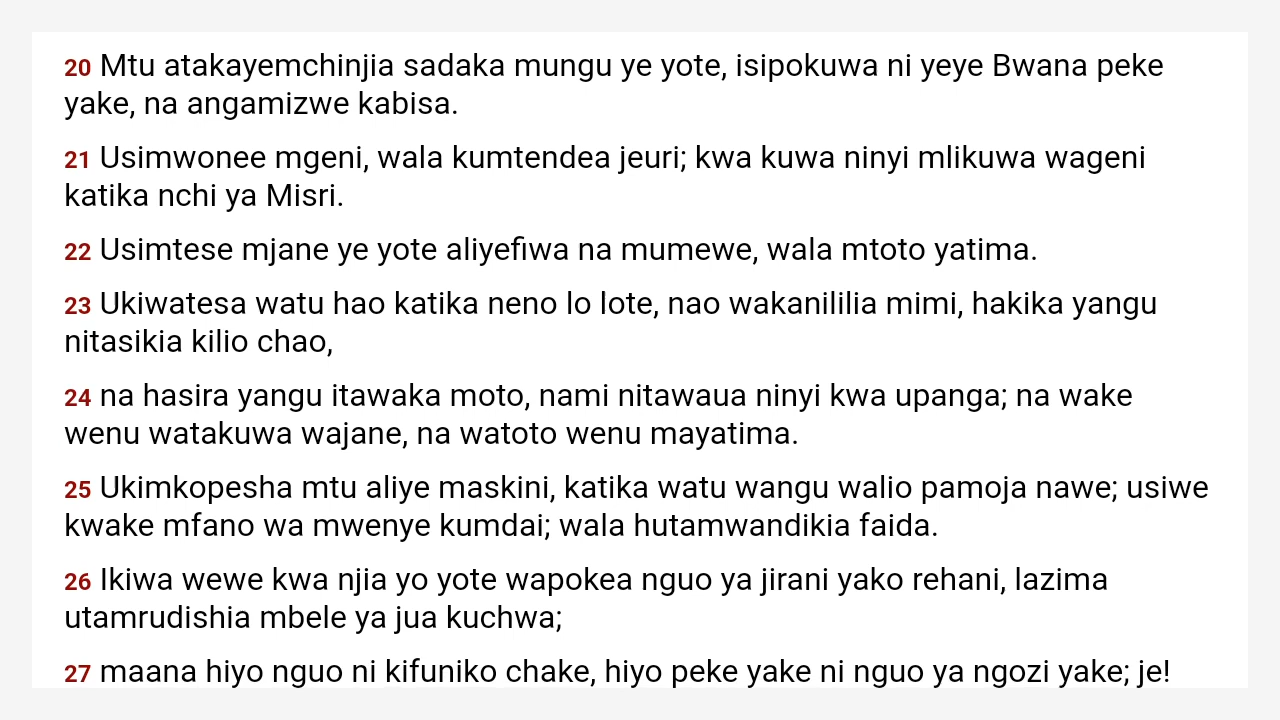 20 Mtu atakayemchinjia sadaka mungu ye yote, isipokuwa ni yeye Bwana peke
yake, na angamizwe kabisa.
21 Usimwonee mgeni, wala kumtendea jeuri; kwa kuwa ninyi mlikuwa wageni
katika nchi ya Misri.
22 Usimtese mjane ye yote aliyefiwa na mumewe, wala mtoto yatima.
23 Ukiwatesa watu hao katika neno lo lote, nao wakanililia mimi, hakika yangu
nitasikia kilio chao,
24 na hasira yangu itawaka moto, nami nitawaua ninyi kwa upanga; na wake
wenu watakuwa wajane, na watoto wenu mayatima.
25 Ukimkopesha mtu aliye maskini, katika watu wangu walio pamoja nawe; usiwe
kwake mfano wa mwenye kumdai; wala hutamwandikia faida.
26 Ikiwa wewe kwa njia yo yote wapokea nguo ya jirani yako rehani, lazima
utamrudishia mbele ya jua kuchwa;
27 maana hiyo nguo ni kifuniko chake, hiyo peke yake ni nguo ya ngozi yake; je!